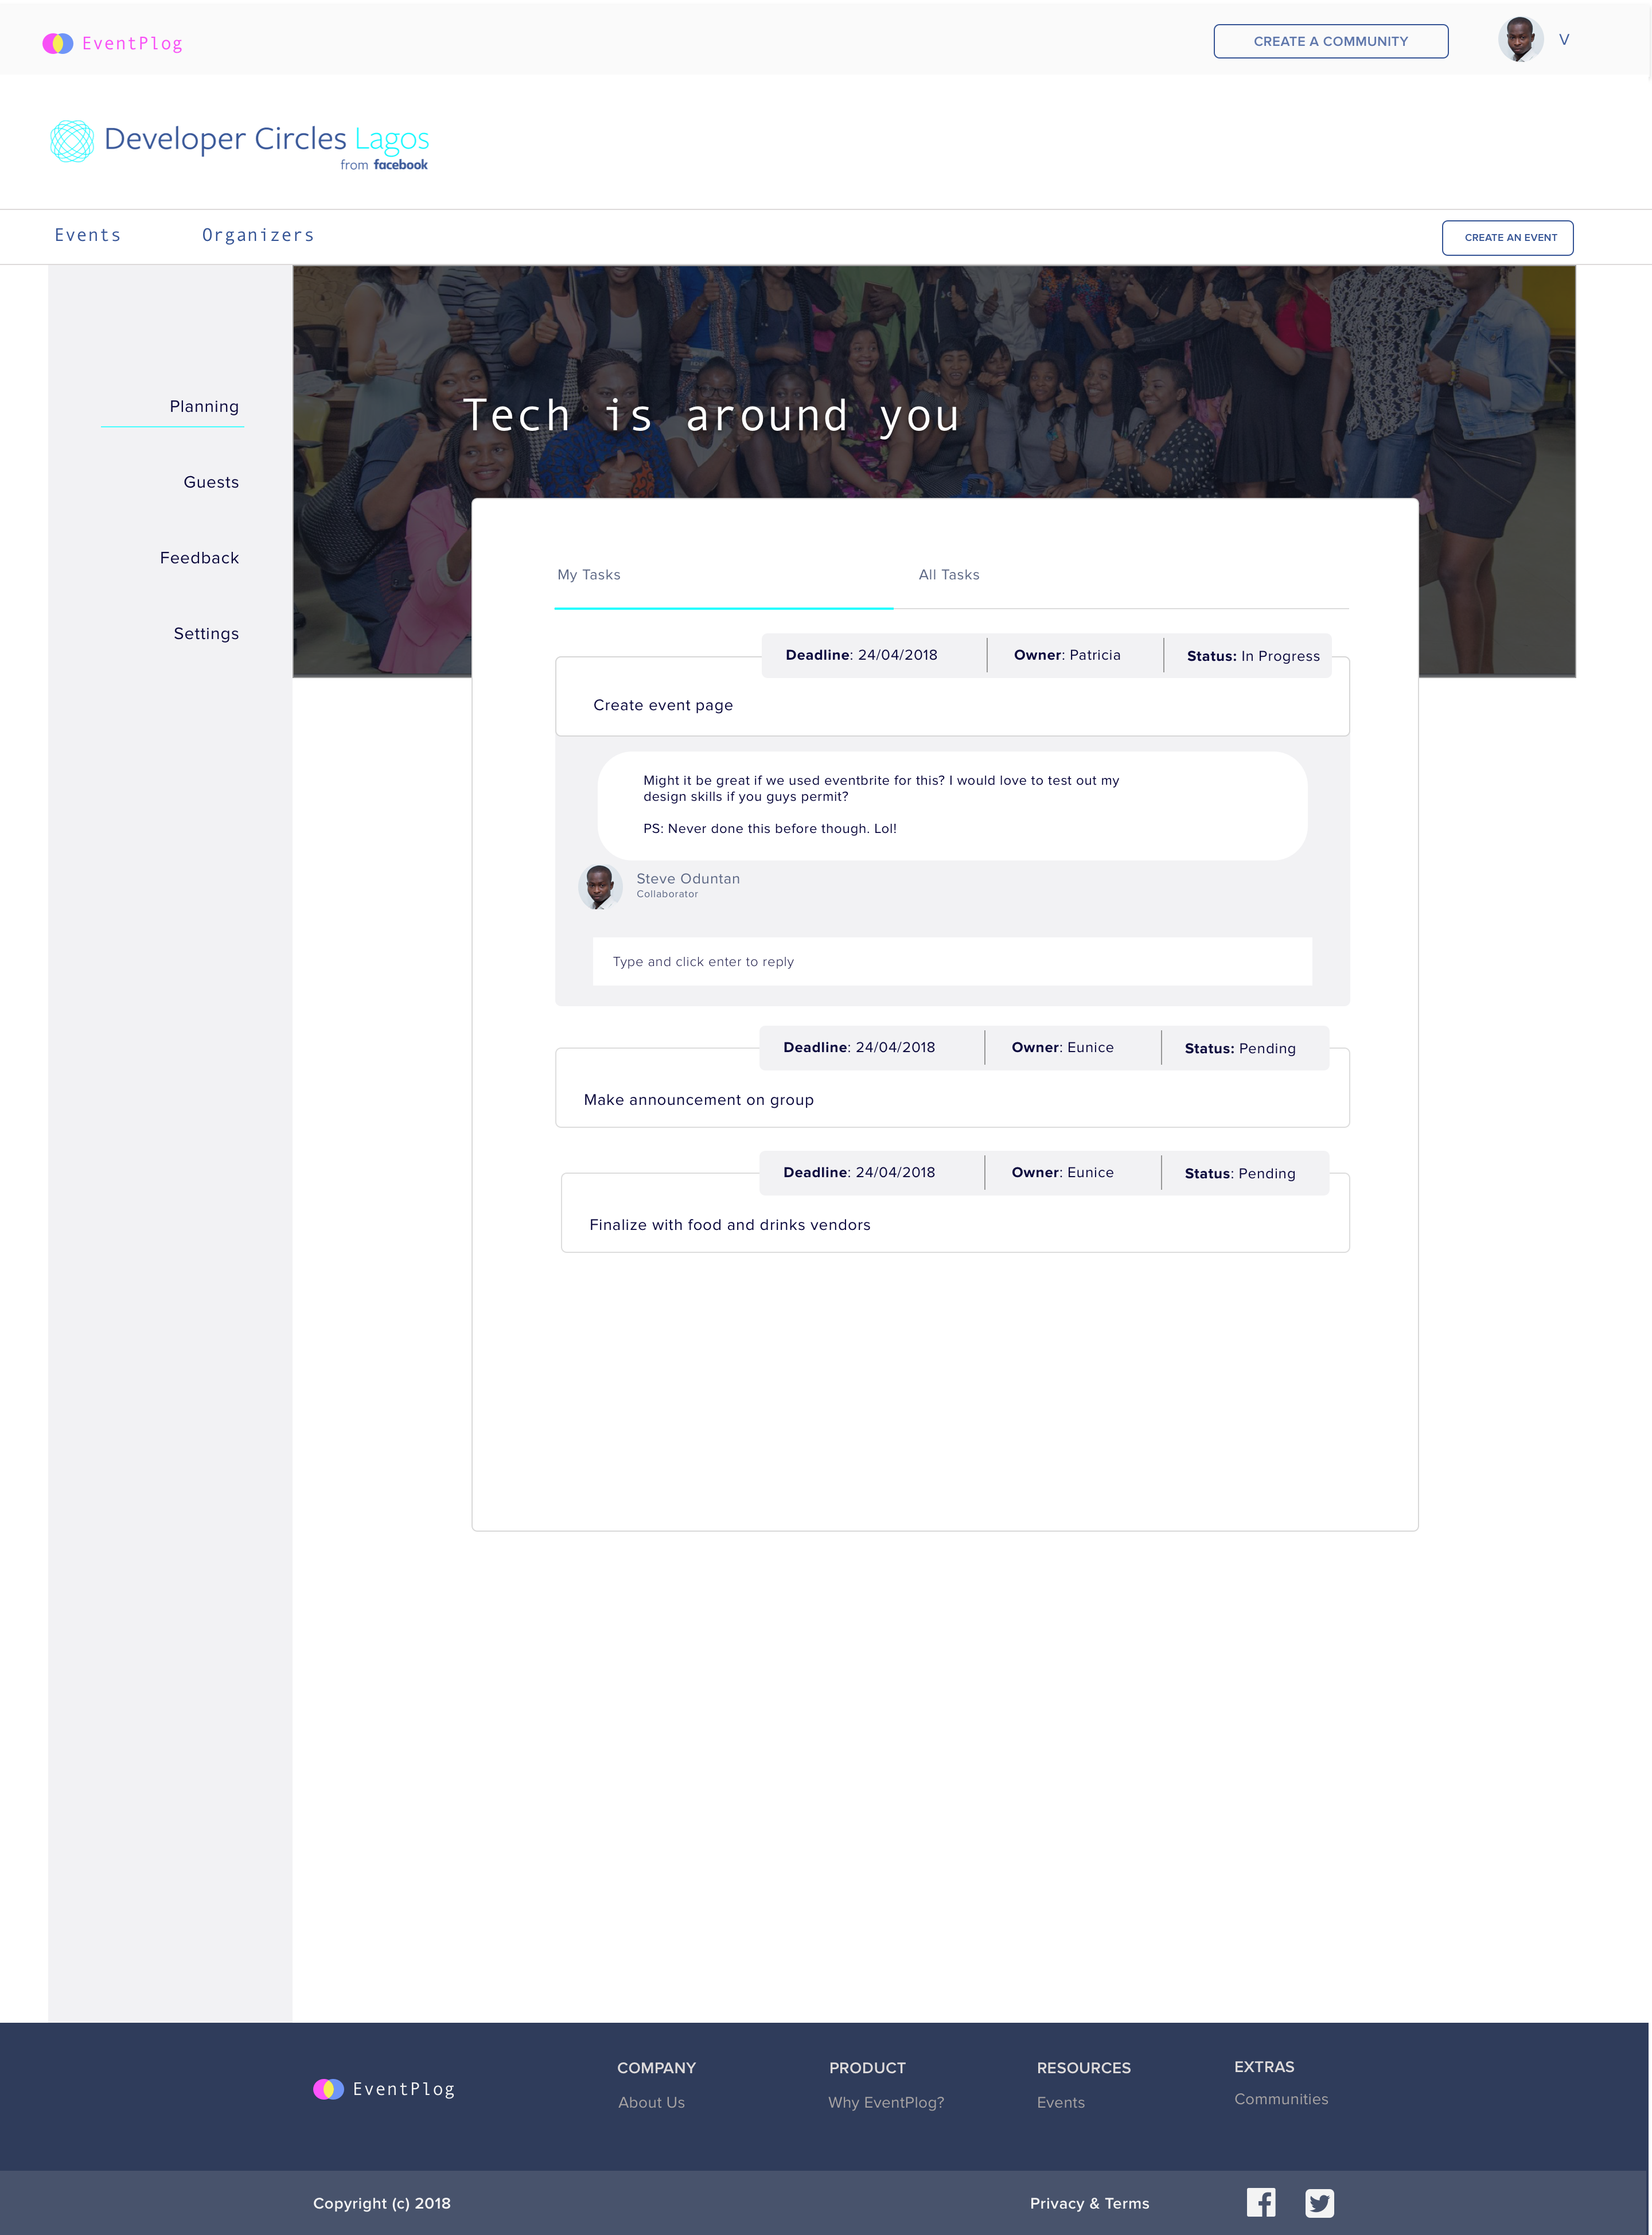 EventPlog
CREATE A COMMUNITY
V
Developer Circles Lagos
from facebook
Events
Organizers
CREATE AN EVENT
Planning
Guests
Feedback
Settings
Tech is around you
My Tasks
All Tasks
Deadline: 24/04/2018
Owner: Patricia
Status: In Progress
Create event page
Might it be great if we used eventbrite for this? I would love to test out my
design skills if you guys permit?
PS: Never done this before though. Lol!
Steve Oduntan
Collaborator
Type and click enter to reply
Deadline: 24/04/2018
Owner: Eunice
Status: Pending
Make announcement on group
Deadline: 24/04/2018
Owner: Eunice
Status: Pending
Finalize with food and drinks vendors
EventPlog
COMPANY
About Us
PRODUCT
Why EventPlog?
RESOURCES
Events
EXTRAS
Communities
Copyright (c) 2018
Privacy & Terms